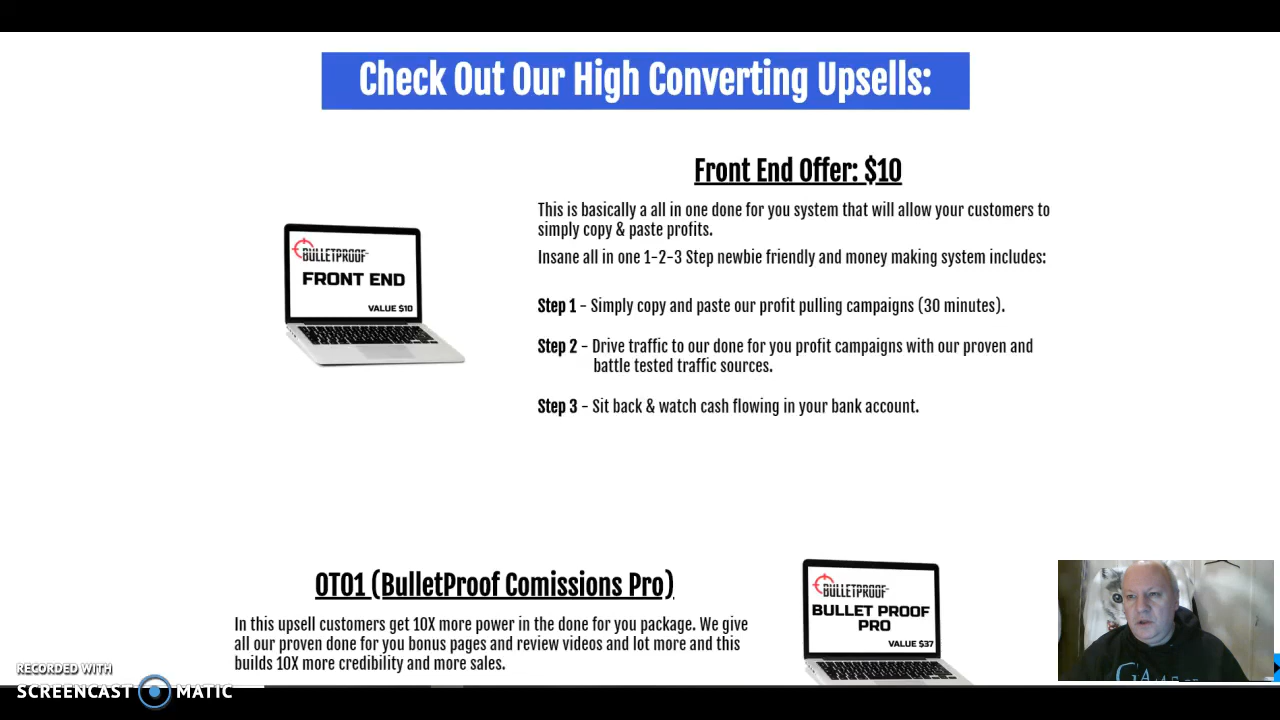 Check Out Our High Converting Upsells:
Front End Offer: $10
This is basically a all in one done for you system that will allow your customers to
simply copy & paste profits.
Insane all in one 1-2-3 Step newbie friendly and money making system includes:
BULLETPROOF
FRONT END
VALUE $10
Step 1 - Simply copy and paste our profit pulling campaigns (30 minutes).
Step 2 - Drive traffic to our done for you profit campaigns with our proven and
battle tested traffic sources.
Step 3 - Sit back & watch cash flowing in your bank account.
OTO1 (BulletProof Comissions Pro)
In this upsell customers get 10X more power in the done for you package. We give
all our proven done for you bonus pages and review videos and lot more and this
builds 10X more credibility and more sales.
BULLETPROOF
BULLET PROOF
PRO
VALUE $37
RECORDED WITH
SCREENCAST MATIC